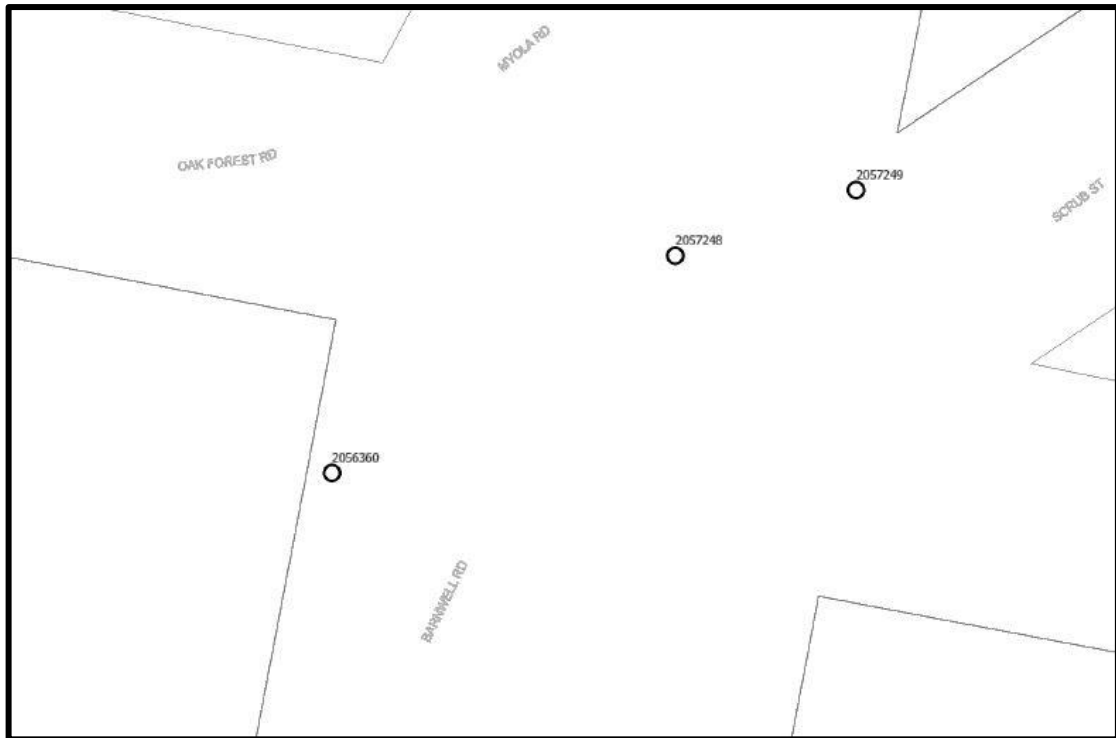 MYOLA RD
OAK FOREST RD
2057249
SCRUB ST
2057248
2056360
BARNWELL RD